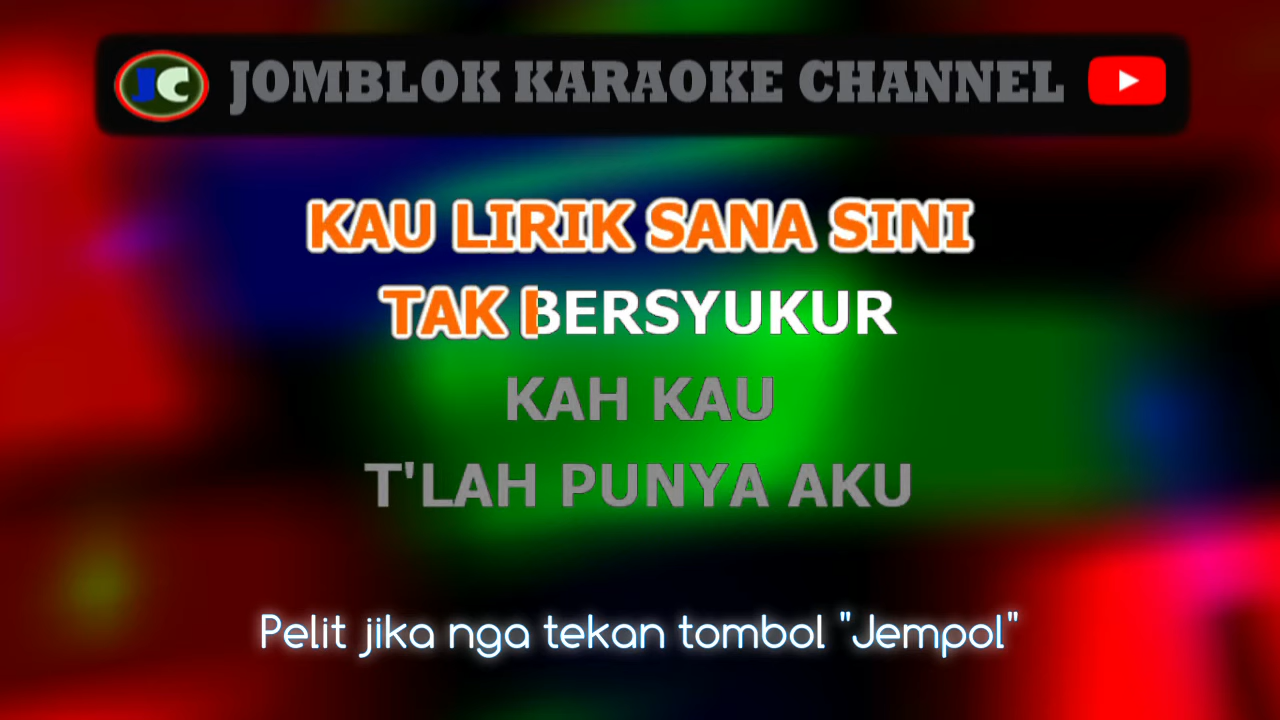 JC JOMBLOK KARAOKE CHANNEL
KAU LIRIK SANA SINI
TAK BERSYUKUR
KAH KAU
T'LAH PUNYA AKU
Pelit jika nga tekan tombol "Jempol"